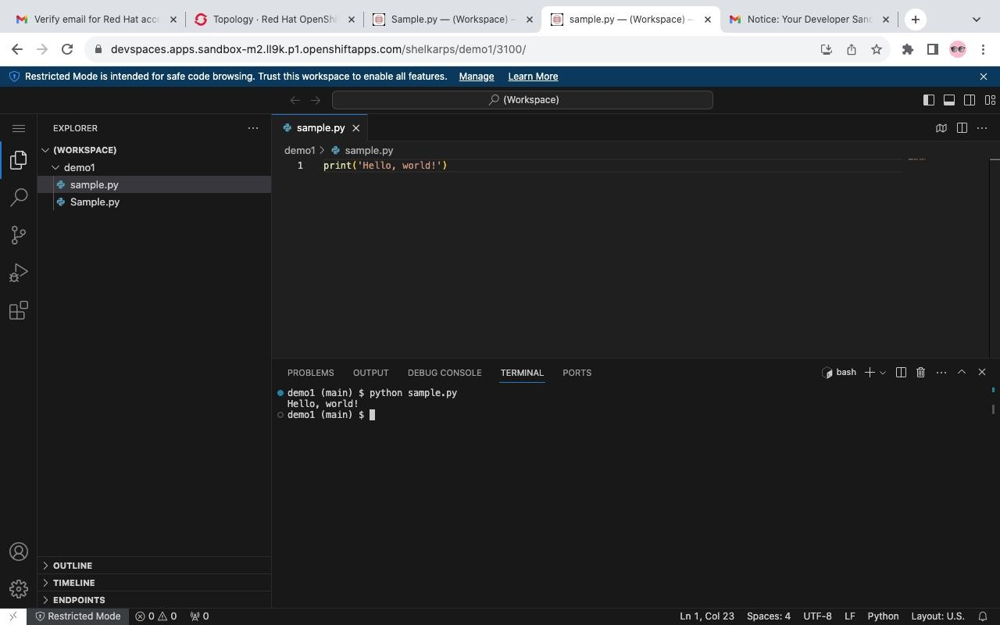 Verify email for Red Hat acc
Topology · Red Hat OpenShi
Sample.py — (Workspace) –
sample.py — (Workspace) –
Notice: Your Developer Sand
devspaces.apps.sandbox-m2.ll9k.p1.openshiftapps.com/shelkarps/demo1/3100/
Restricted Mode is intended for safe code browsing. Trust this workspace to enable all features. Manage Learn More
(Workspace)
EXPLORER
(WORKSPACE)
demo1
sample.py
Sample.py
OUTLINE
TIMELINE
ENDPOINTS
sample.py
demo1 > sample.py
1 print('Hello, world!')
PROBLEMS OUTPUT DEBUG CONSOLE TERMINAL PORTS
bash
demo1 (main) $ python sample.py
Hello, world!
demo1 (main) $
Restricted Mode 0 0 0 Ln 1, Col 23 Spaces: 4 UTF-8 LF Python Layout: U.S.